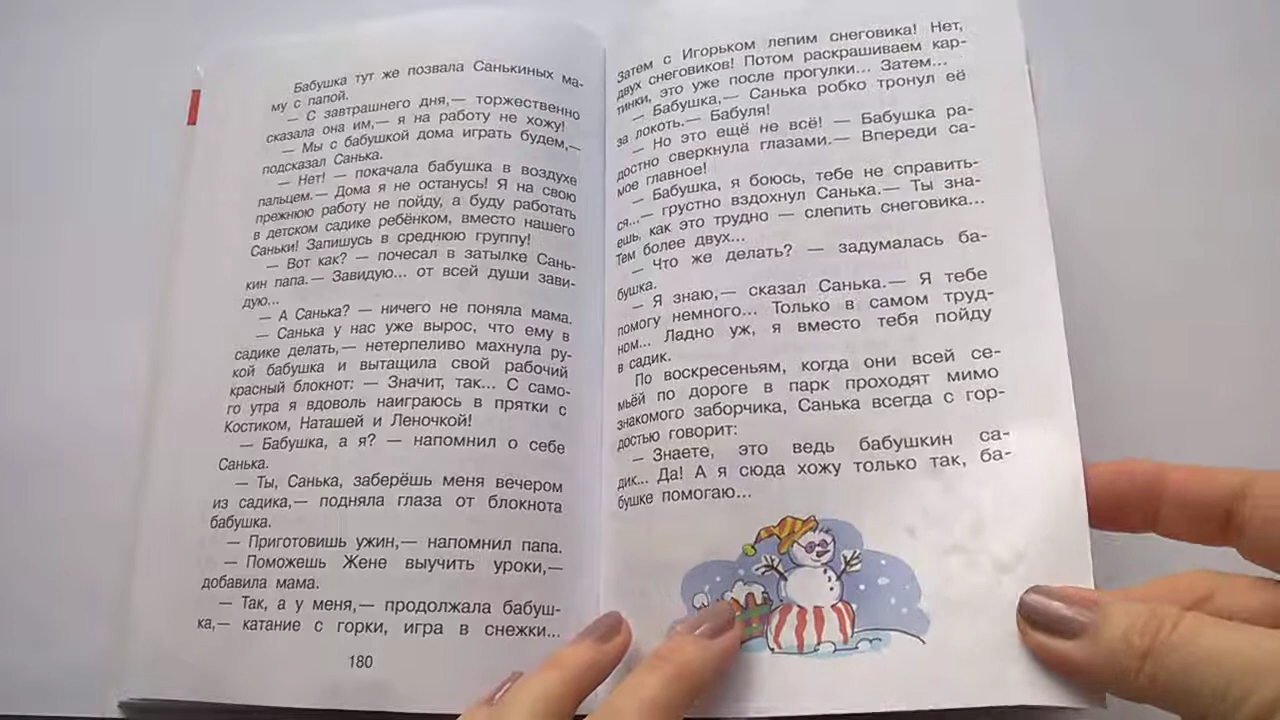 Бабушка тут же позвала Санькиных ма-
му с папой.
— С завтрашнего дня,— торжественно
сказала она им,— я на работу не хожу!
— Мы с бабушкой дома играть будем,—
подсказал Санька.
— Нет! — покачала бабушка в воздухе
пальцем.— Дома я не останусь! Я на свою
прежнюю работу не пойду, а буду работать
в детском садике ребёнком, вместо нашего
Саньки! Запишусь в среднюю группу!
— Вот как? — почесал в затылке Сань-
кин папа.— Завидую... от всей души зави-
дую...
— А Санька? — ничего не поняла мама.
— Санька у нас уже вырос, что ему в
садике делать,— нетерпеливо махнула ру-
кой бабушка и вытащила свой рабочий
красный блокнот: — Значит, так... С само-
го утра я вдоволь наиграюсь в прятки с
Костиком, Наташей и Леночкой!
— Бабушка, а я? — напомнил о себе
Санька.
— Ты, Санька, заберёшь меня вечером
из садика,— подняла глаза от блокнота
бабушка.
— Приготовишь ужин,— напомнил папа.
— Поможешь Жене выучить уроки,—
добавила мама.
— Так, а у меня,— продолжала бабуш-
ка,— катание с горки, игра в снежки...
180
Затем с Игорьком лепим снеговика! Нет,
двух снеговиков! Потом раскрашиваем кар-
тинки, это уже после прогулки... Затем...
— Бабушка,— Санька робко тронул её
за локоть.— Бабуля!
— Но это ещё не всё! — Бабушка ра-
достно сверкнула глазами.— Впереди са-
мое главное!
— Бабушка, я боюсь, тебе не справить-
ся...— грустно вздохнул Санька.— Ты зна-
ешь, как это трудно — слепить снеговика...
Тем более двух...
— Что же делать? — задумалась ба-
бушка.
— Я знаю,— сказал Санька.— Я тебе
помогу немного... Только в самом труд-
ном... Ладно уж, я вместо тебя пойду
в садик.
По воскресеньям, когда они всей се-
мьёй по дороге в парк проходят мимо
знакомого заборчика, Санька всегда с гор-
достью говорит:
— Знаете, это ведь бабушкин са-
дик... Да! А я сюда хожу только так, ба-
бушке помогаю...